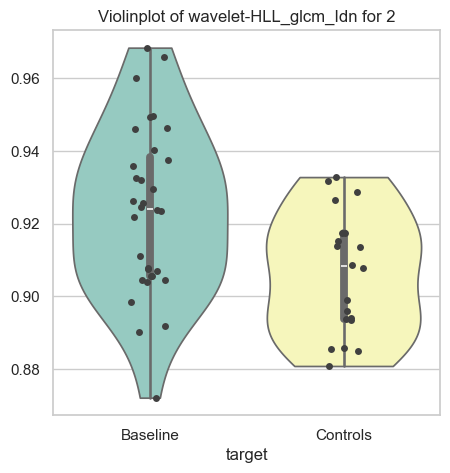 Violinplot of wavelet-HLL_glcm_Idn for 2
0.96
0.94
0.92
0.90
0.88
Baseline
Controls
target